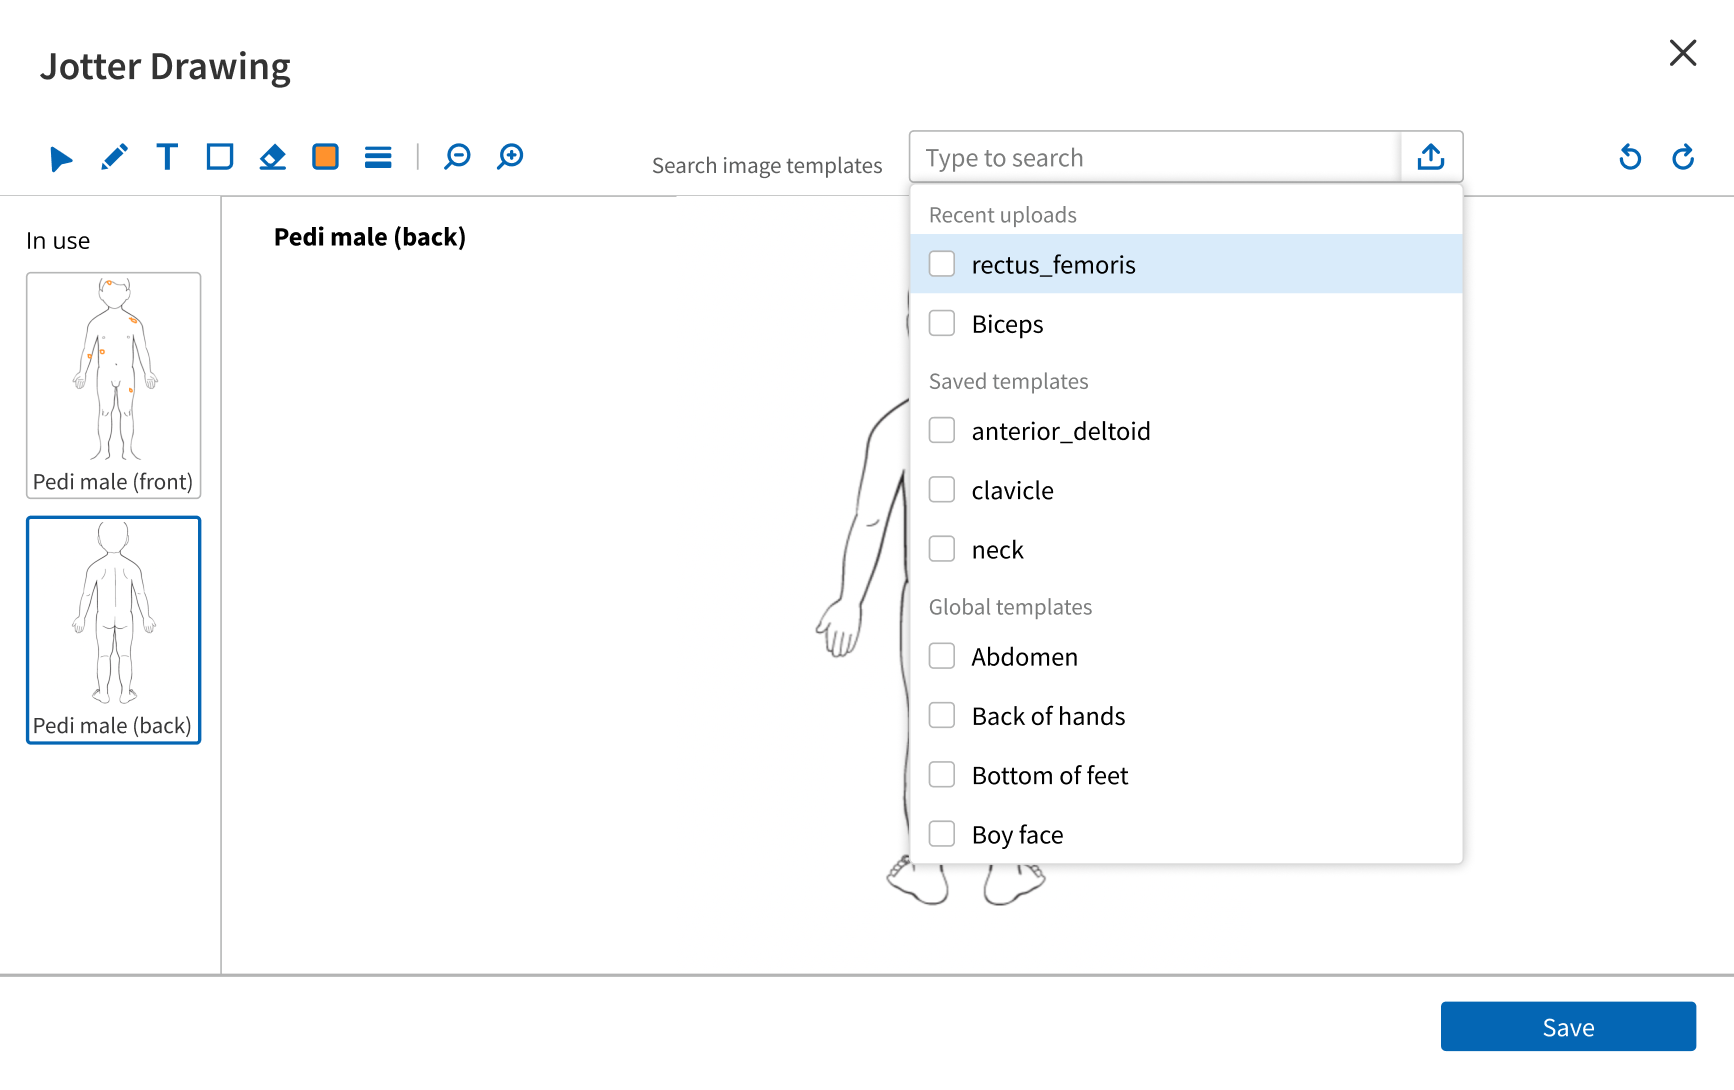 Jotter Drawing
T
Search image templates
Type to search
In use
Pedi male (front)
Pedi male (back)
Pedi male (back)
Recent uploads
rectus_femoris
Biceps
Saved templates
anterior_deltoid
clavicle
neck
Global templates
Abdomen
Back of hands
Bottom of feet
Boy face
Save